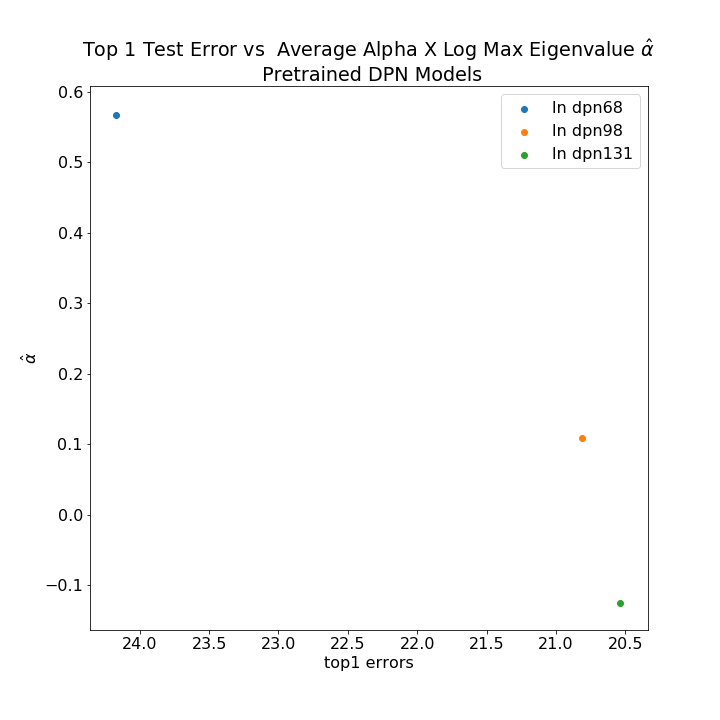 Top 1 Test Error vs  Average Alpha X Log Max Eigenvalue α̂
Pretrained DPN Models
0.6
0.5
0.4
0.3
0.2
0.1
0.0
−0.1
α̂
In dpn68
In dpn98
In dpn131
24.0 23.5 23.0 22.5 22.0 21.5 21.0 20.5
top1 errors